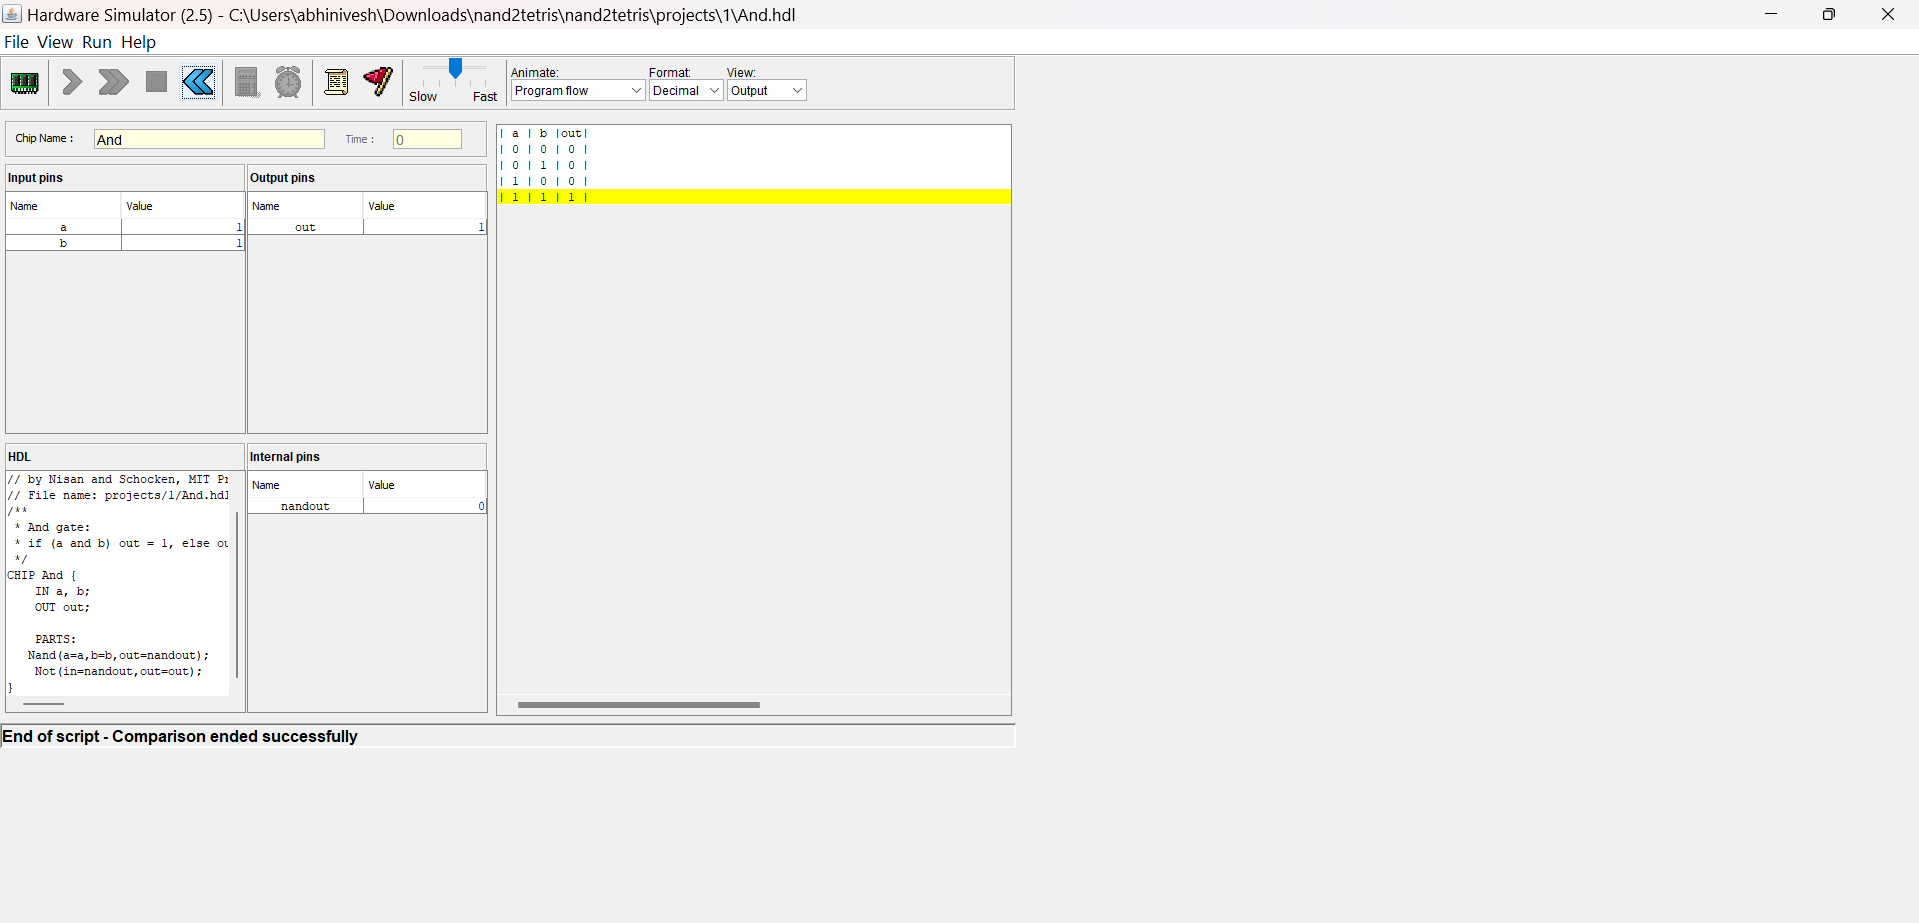 Hardware Simulator (2.5) - C:\Users\abhinivesh\Downloads\nand2tetris\nand2tetris\projects\1\And.hdl
File View Run Help
Slow Fast
Animate: Format: View:
Program flow Decimal Output
Chip Name : And Time : 0
Input pins
Name Value
a 1
b 1
Output pins
Name Value
out 1
| a | b |out|
| 0 | 0 | 0 |
| 0 | 1 | 0 |
| 1 | 0 | 0 |
| 1 | 1 | 1 |
HDL
// by Nisan and Schocken, MIT Pr
// File name: projects/1/And.hdl
/**
* And gate:
* if (a and b) out = 1, else ou
*/
CHIP And {
IN a, b;
OUT out;
PARTS:
Nand(a=a,b=b,out=nandout);
Not(in=nandout,out=out);
}
Internal pins
Name Value
nandout 0
End of script - Comparison ended successfully